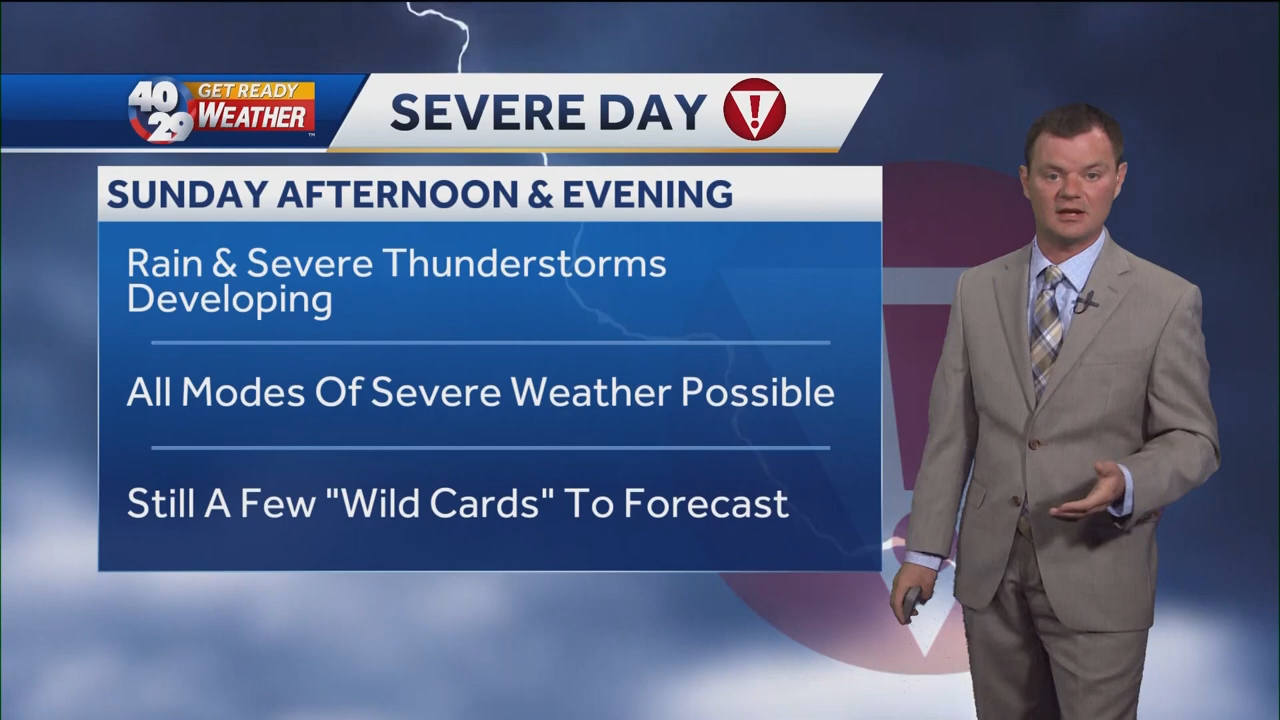 40
29
GET READY
WEATHER
TM
SEVERE DAY
!
SUNDAY AFTERNOON & EVENING
Rain & Severe Thunderstorms
Developing
All Modes Of Severe Weather Possible
Still A Few "Wild Cards" To Forecast